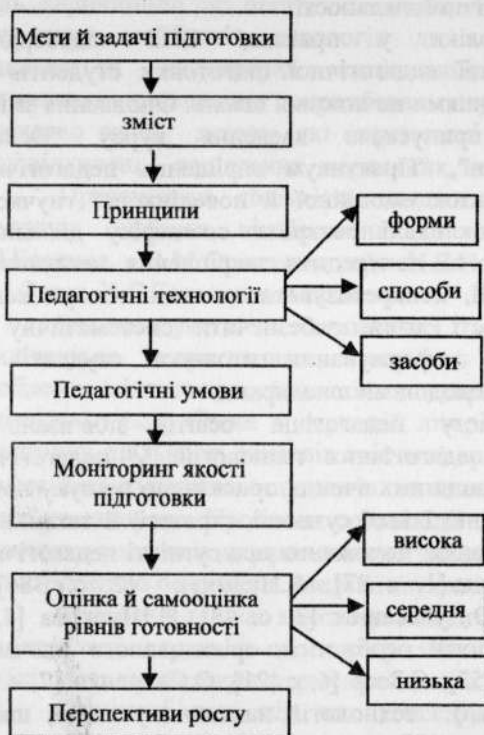 Мети й задачі підготовки
зміст
Принципи
форми
Педагогічні технології
способи
засоби
Педагогічні умови
Моніторинг якості
підготовки
висока
Оцінка й самооцінка
рівнів готовності
середня
низька
Перспективи росту